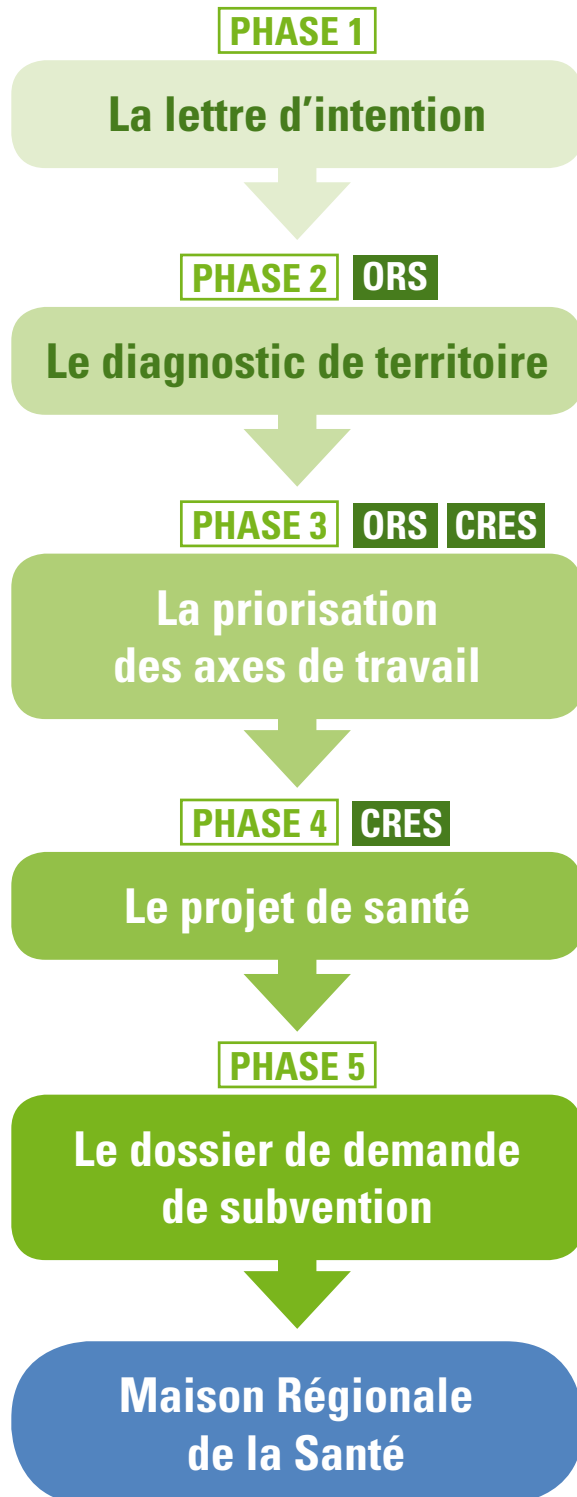 PHASE 1
La lettre d’intention
PHASE 2 ORS
Le diagnostic de territoire
PHASE 3 ORS CRES
La priorisation
des axes de travail
PHASE 4 CRES
Le projet de santé
PHASE 5
Le dossier de demande
de subvention
Maison Régionale
de la Santé